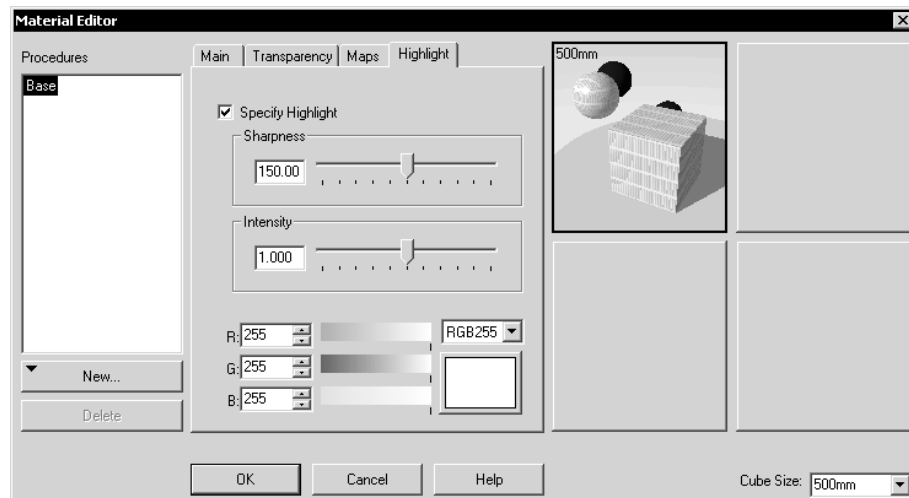 Material Editor
Procedures
Base
New...
Delete
Main Transparency Maps Highlight
Specify Highlight
Sharpness
150.00
Intensity
1.000
R: 255
G: 255
B: 255
RGB255
500mm
OK Cancel Help
Cube Size: 500mm